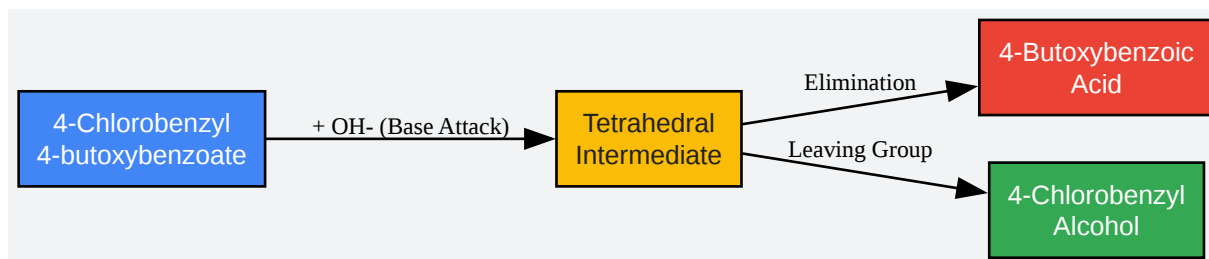 4-Chlorobenzyl
4-butoxybenzoate
+ OH- (Base Attack)
Tetrahedral
Intermediate
Elimination
Leaving Group
4-Butoxybenzoic
Acid
4-Chlorobenzyl
Alcohol